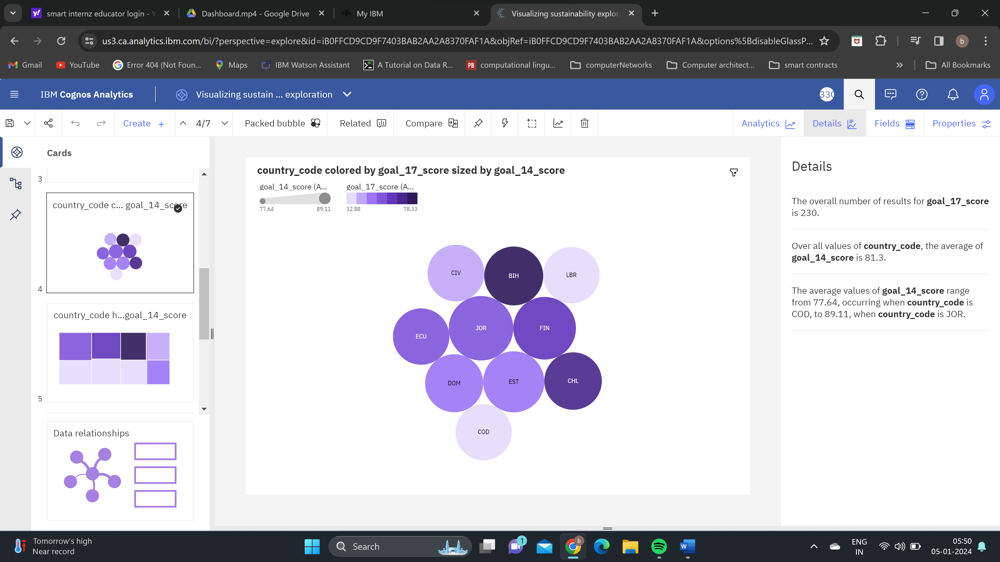 smart internz educator login - Y
Dashboard.mp4 - Google Drive
My IBM
Visualizing sustainability explora
us3.ca.analytics.ibm.com/bi/?perspective=explore&id=iB0FFCD9CD9F7403BAB2AA2A8370FAF1A&objRef=iB0FFCD9CD9F7403BAB2AA2A8370FAF1A&options%5BdisableGlassP...
b
Gmail
YouTube
Error 404 (Not Foun...
Maps
IBM Watson Assistant
A Tutorial on Data R...
computational lingu...
computerNetworks
Computer architect...
smart contracts
All Bookmarks
IBM Cognos Analytics
Visualizing sustain ... exploration
330
Create +
4/7
Packed bubble
Related
Compare
Analytics
Details
Fields
Properties
Cards
3
country_code c... goal_14_score
4
country_code h...goal_14_score
5
Data relationships
country_code colored by goal_17_score sized by goal_14_score
goal_14_score (A...
goal_17_score (A...
77.64
89.11
32.88
78.33
CIV
BIH
LBR
ECU
JOR
FIN
DOM
EST
CHL
COD
Details
The overall number of results for goal_17_score
is 230.
Over all values of country_code, the average of
goal_14_score is 81.3.
The average values of goal_14_score range
from 77.64, occurring when country_code is
COD, to 89.11, when country_code is JOR.
Tomorrow's high
Near record
Search
1
b
W
ENG
IN
05:50
05-01-2024